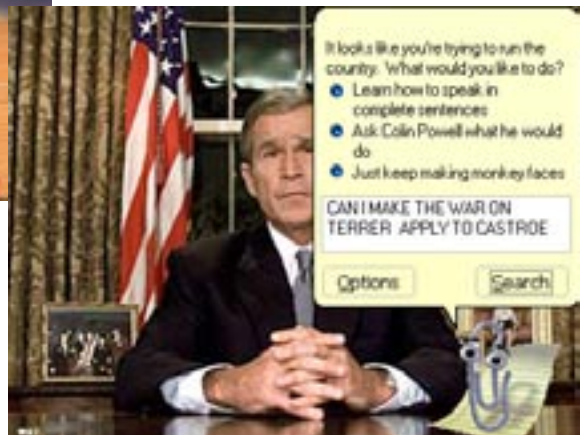 It looks like you're trying to run the
country. What would you like to do?
Learn how to speak in
complete sentences
Ask Colin Powell what he would
do
Just keep making monkey faces
CAN I MAKE THE WAR ON
TERRER APPLY TO CASTROE
Options
Search